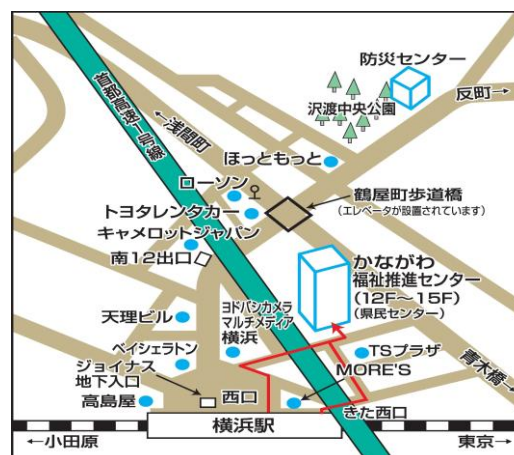 防災センター
沢渡中央公園
反町→
首都高速一号線
←浅間町
ほっともっと
ローソン
トヨタレンタカー
鶴屋町歩道橋
(エレベータが設置されています)
キャメロットジャパン
南12出口
かながわ
福祉推進センター
(12F～15F)
(県民センター)
天理ビル
ヨドバシカメラ
マルチメディア
横浜
ベイシェラトン
TSプラザ
青木橋
ジョイナス
地下入口
MORE'S
高島屋
西口
きた西口
横浜駅
←小田原
東京→